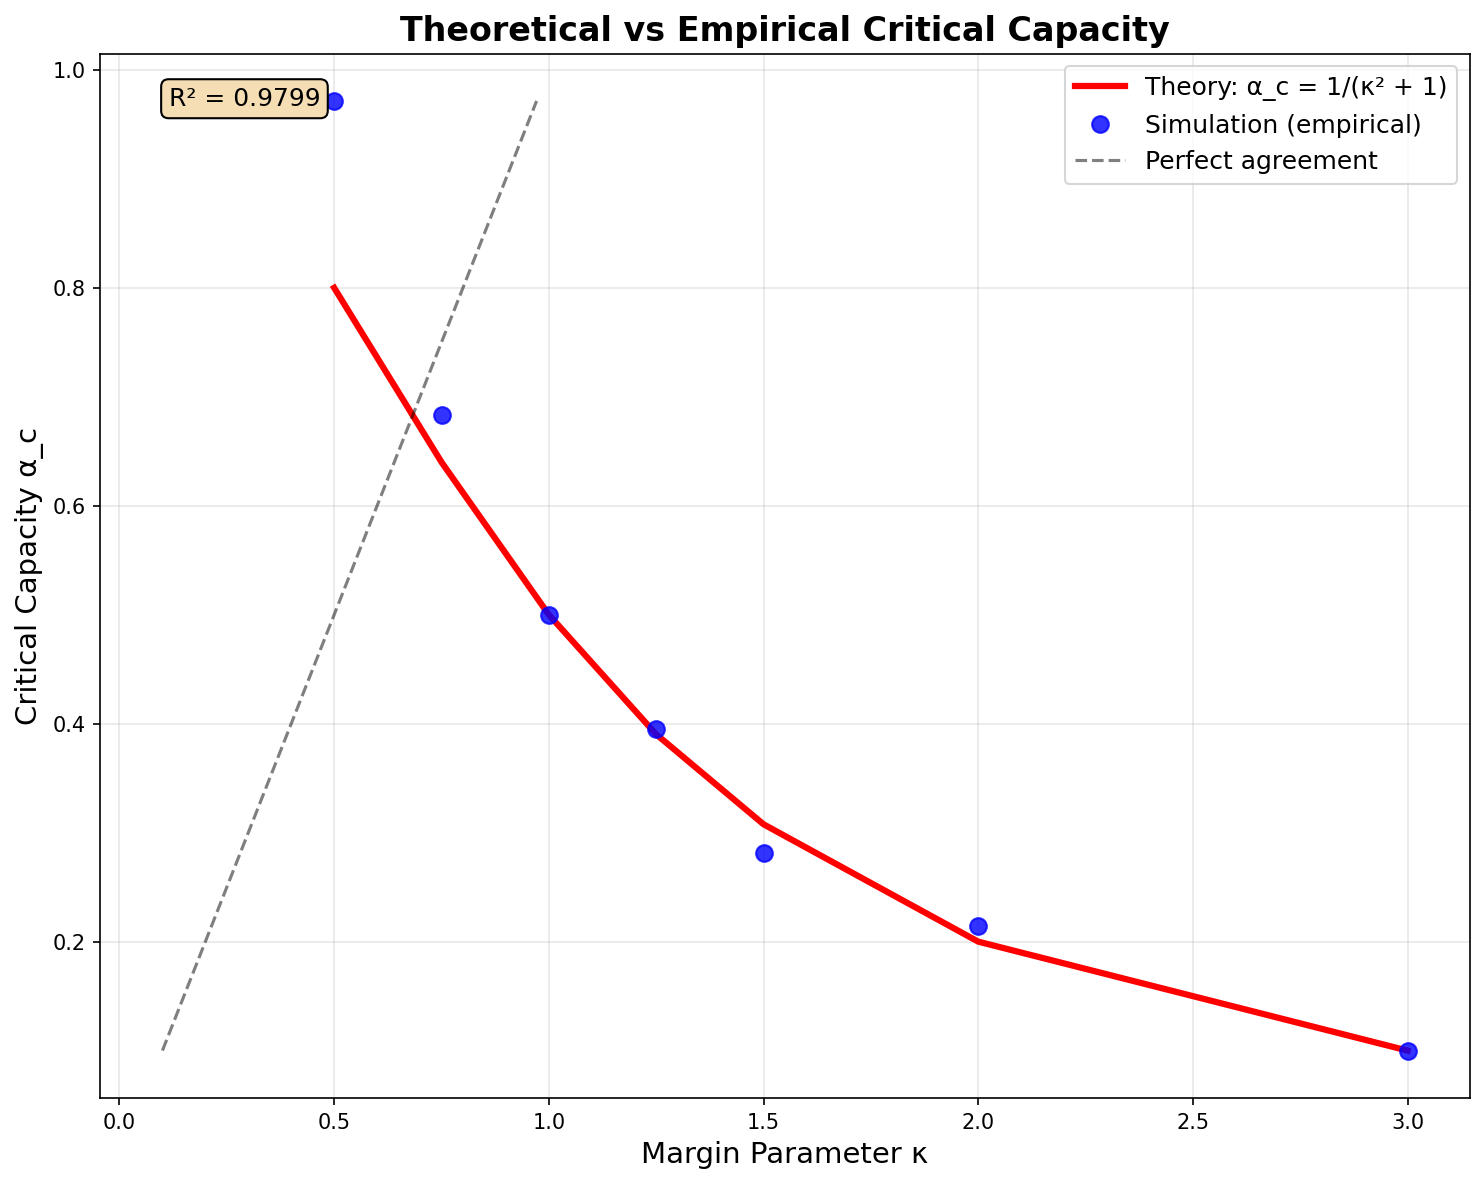 Theoretical vs Empirical Critical Capacity
R² = 0.9799
Theory: α_c = 1/(κ² + 1)
Simulation (empirical)
Perfect agreement
Critical Capacity α_c
1.0
0.8
0.6
0.4
0.2
0.0
0.5
1.0
1.5
2.0
2.5
3.0
Margin Parameter κ